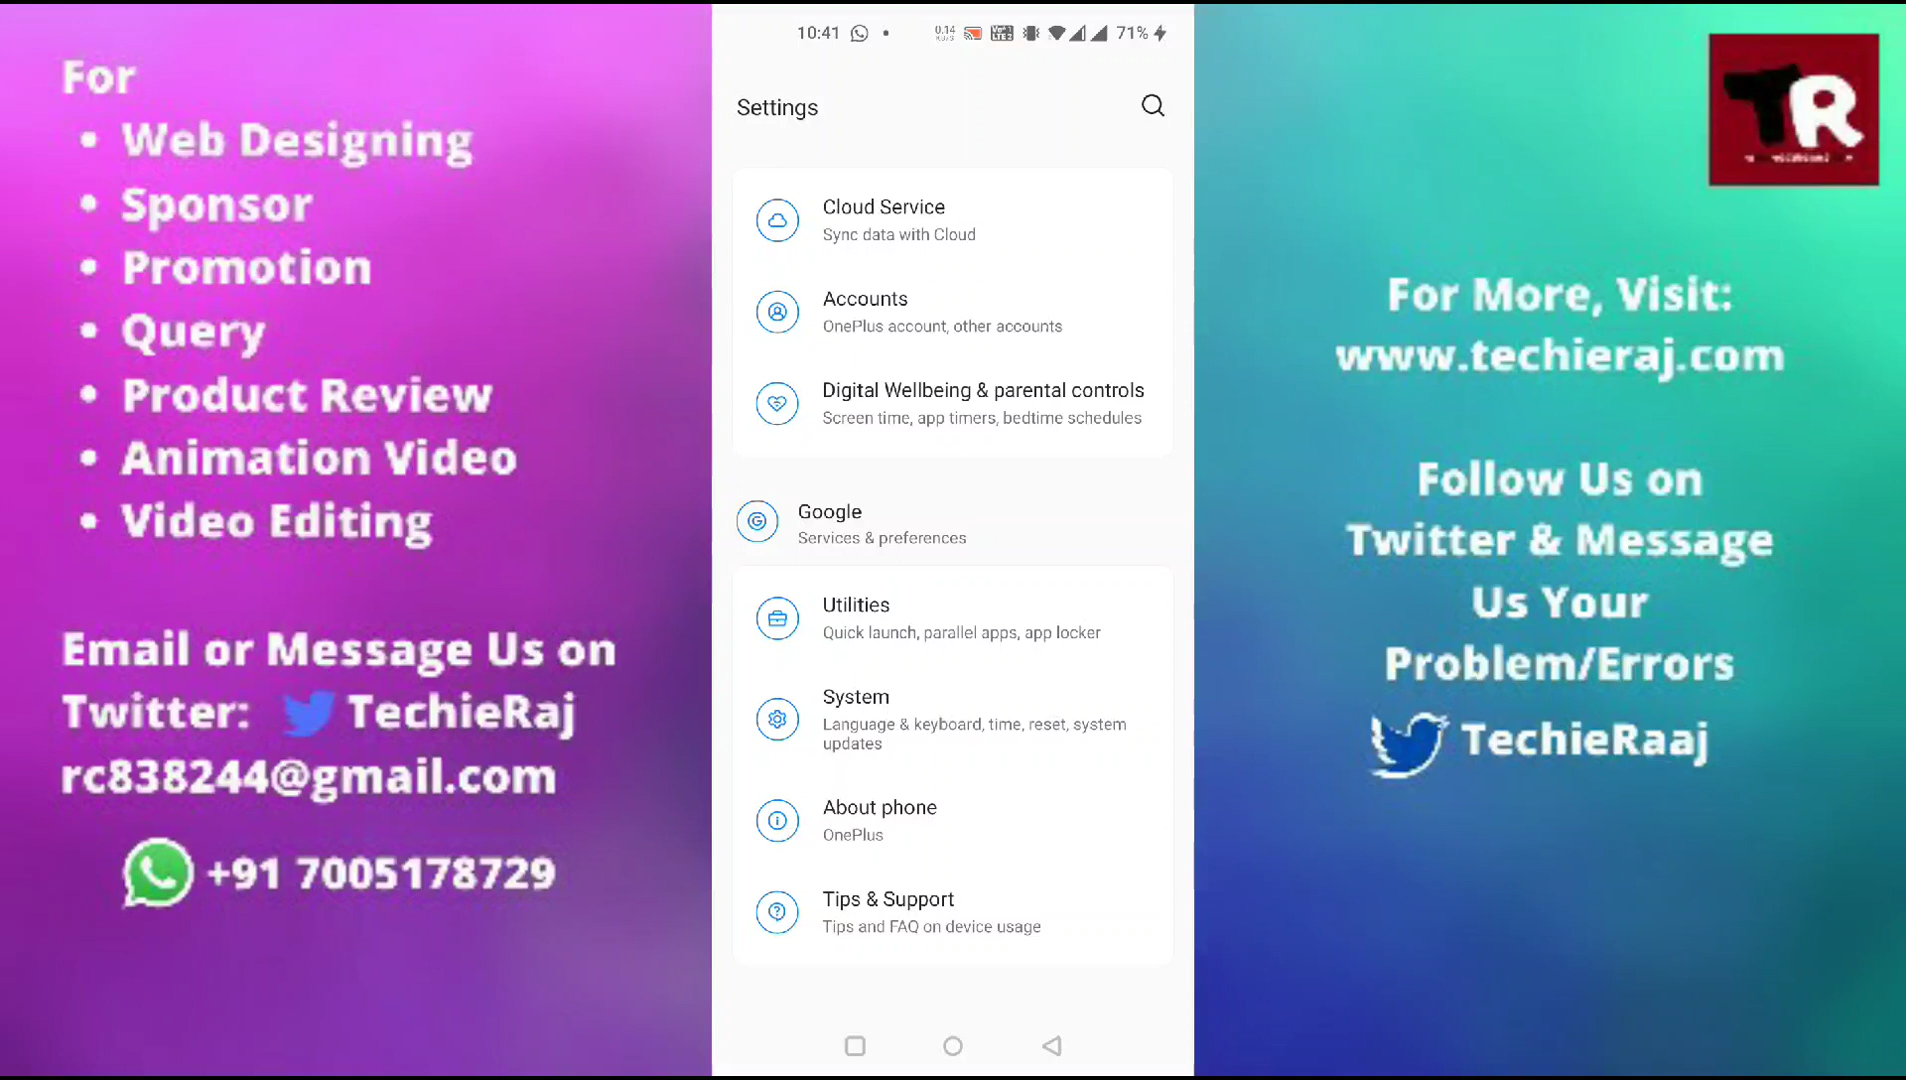 For
• Web Designing
• Sponsor
• Promotion
• Query
• Product Review
• Animation Video
• Video Editing
Email or Message Us on
Twitter: TechieRaj
rc838244@gmail.com
+91 7005178729
10:41
0.14
KB/S
71%
Settings
Cloud Service
Sync data with Cloud
Accounts
OnePlus account, other accounts
Digital Wellbeing & parental controls
Screen time, app timers, bedtime schedules
Google
Services & preferences
Utilities
Quick launch, parallel apps, app locker
System
Language & keyboard, time, reset, system
updates
About phone
OnePlus
Tips & Support
Tips and FAQ on device usage
TR
For More, Visit:
www.techieraj.com
Follow Us on
Twitter & Message
Us Your
Problem/Errors
TechieRaaj